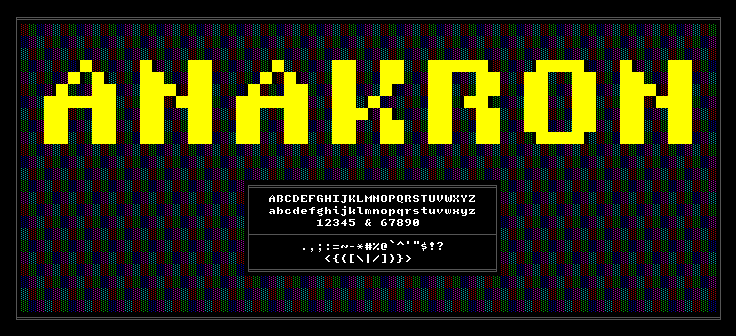 ANAKRON
ABCDEFGHIJKLMNOPQRSTUVWXYZ
abcdefghijklmnopqrstuvwxyz
12345 & 67890
.,;:=~-*#%@`^'"$!?
<{([\|/])}>